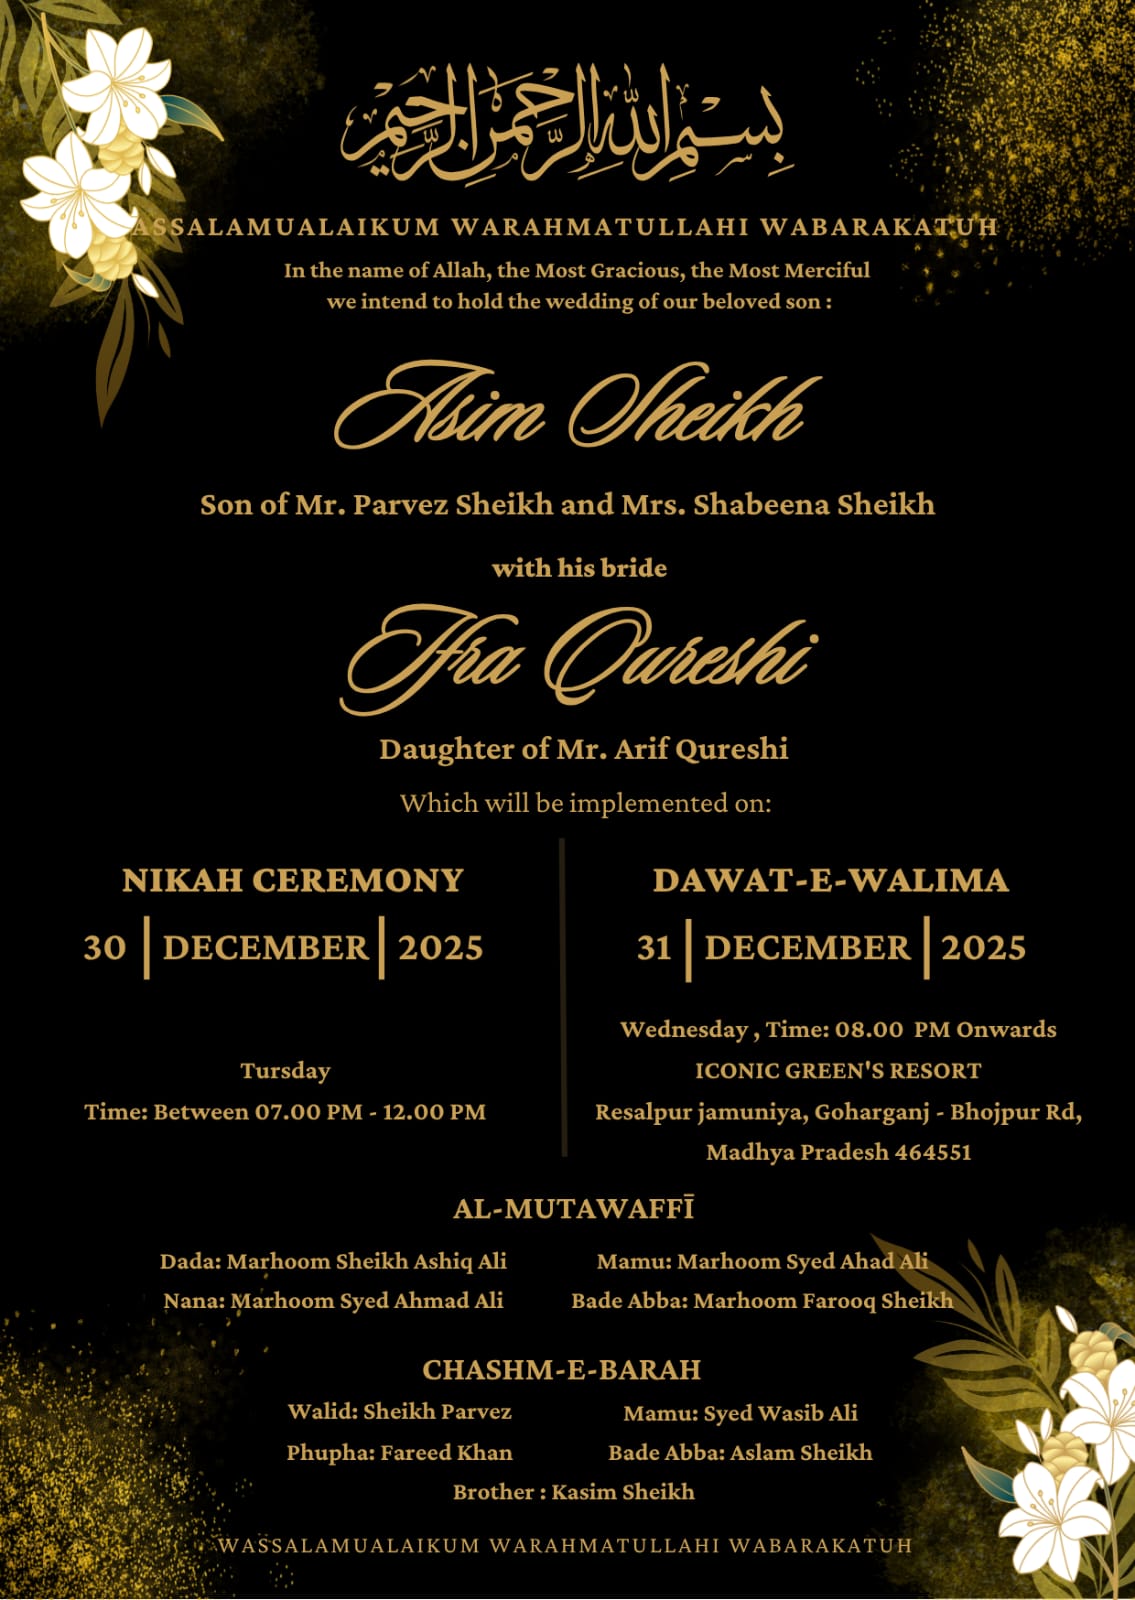 بِسْمِ اللهِ الرَّحْمٰنِ الرَّحِيْمِ
ASSALAMUALAIKUM WARAHMATULLAHI WABARAKATUH
In the name of Allah, the Most Gracious, the Most Merciful
we intend to hold the wedding of our beloved son :
Asim Sheikh
Son of Mr. Parvez Sheikh and Mrs. Shabeena Sheikh
with his bride
Ifra Qureshi
Daughter of Mr. Arif Qureshi
Which will be implemented on:
NIKAH CEREMONY
30 | DECEMBER | 2025
Tursday
Time: Between 07.00 PM - 12.00 PM
DAWAT-E-WALIMA
31 | DECEMBER | 2025
Wednesday , Time: 08.00 PM Onwards
ICONIC GREEN'S RESORT
Resalpur jamuniya, Goharganj - Bhojpur Rd,
Madhya Pradesh 464551
AL-MUTAWAFFĪ
Dada: Marhoom Sheikh Ashiq Ali
Nana: Marhoom Syed Ahmad Ali
Mamu: Marhoom Syed Ahad Ali
Bade Abba: Marhoom Farooq Sheikh
CHASHM-E-BARAH
Walid: Sheikh Parvez
Phupha: Fareed Khan
Mamu: Syed Wasib Ali
Bade Abba: Aslam Sheikh
Brother : Kasim Sheikh
WASSALAMUALAIKUM WARAHMATULLAHI WABARAKATUH